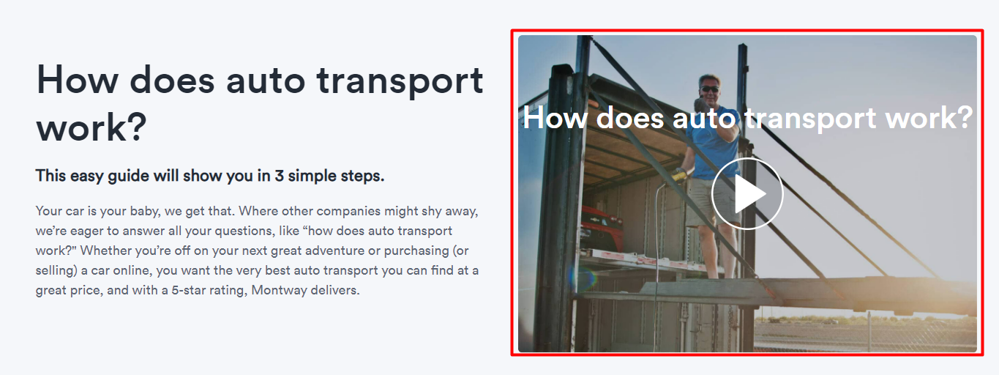 How does auto transport
work?
This easy guide will show you in 3 simple steps.
Your car is your baby, we get that. Where other companies might shy away,
we’re eager to answer all your questions, like “how does auto transport
work?" Whether you’re off on your next great adventure or purchasing (or
selling) a car online, you want the very best auto transport you can find at a
great price, and with a 5-star rating, Montway delivers.
How does auto transport work?